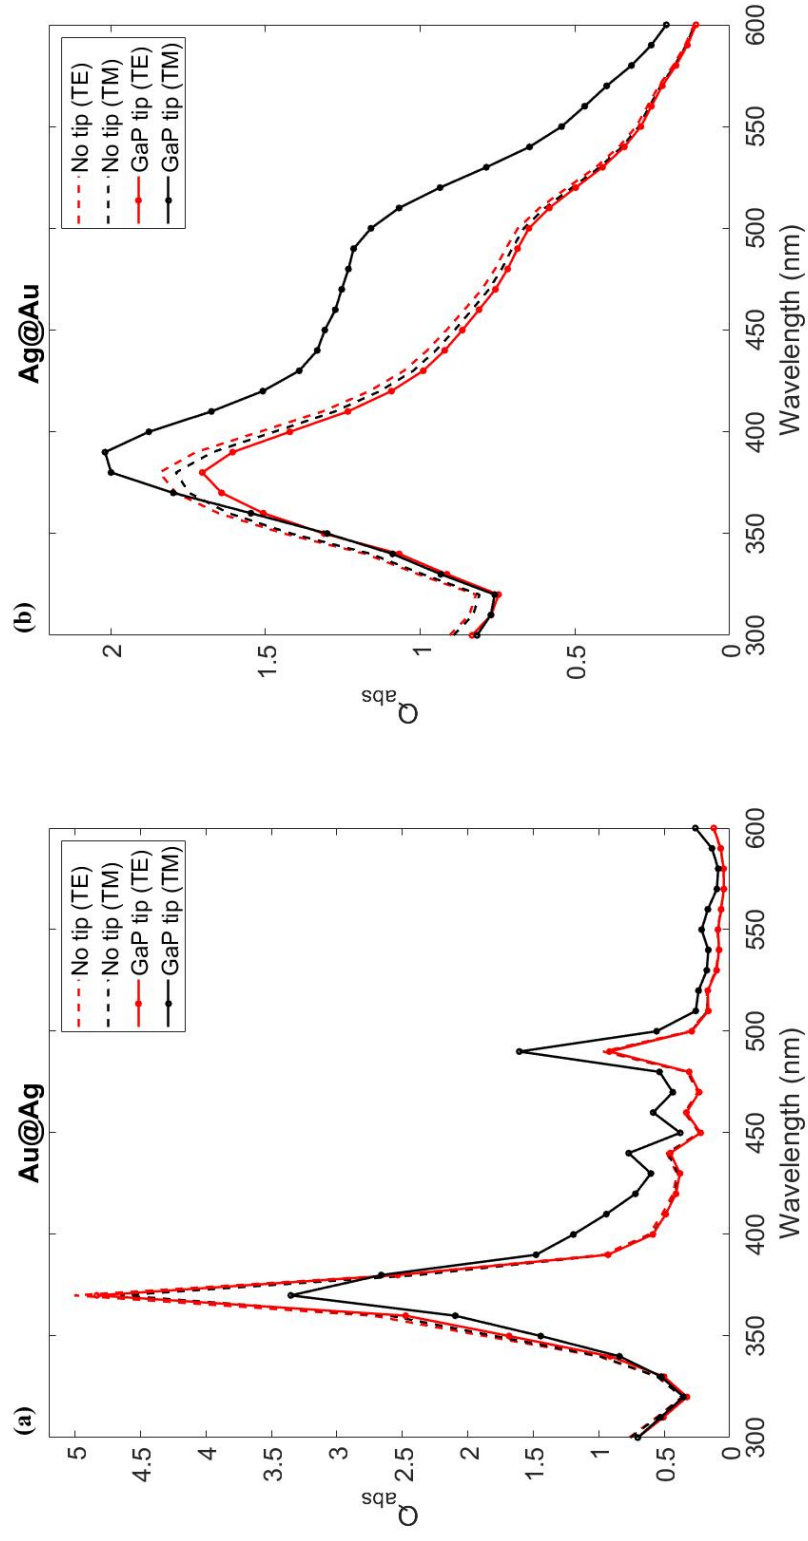 (a)
Au@Ag
No tip (TE)
No tip (TM)
GaP tip (TE)
GaP tip (TM)
Qabs
5
4.5
4
3.5
3
2.5
2
1.5
1
0.5
0
300 350 400 450 500 550 600
Wavelength (nm)
(b)
Ag@Au
No tip (TE)
No tip (TM)
GaP tip (TE)
GaP tip (TM)
Qabs
2
1.5
1
0.5
0
300 350 400 450 500 550 600
Wavelength (nm)